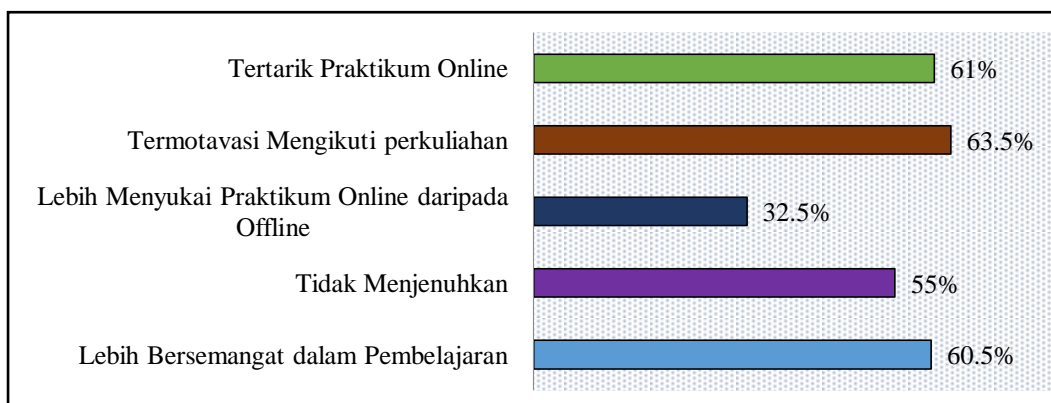 Tertarik Praktikum Online
61%
Termotavasi Mengikuti perkuliahan
63.5%
Lebih Menyukai Praktikum Online daripada
Offline
32.5%
Tidak Menjenuhkan
55%
Lebih Bersemangat dalam Pembelajaran
60.5%